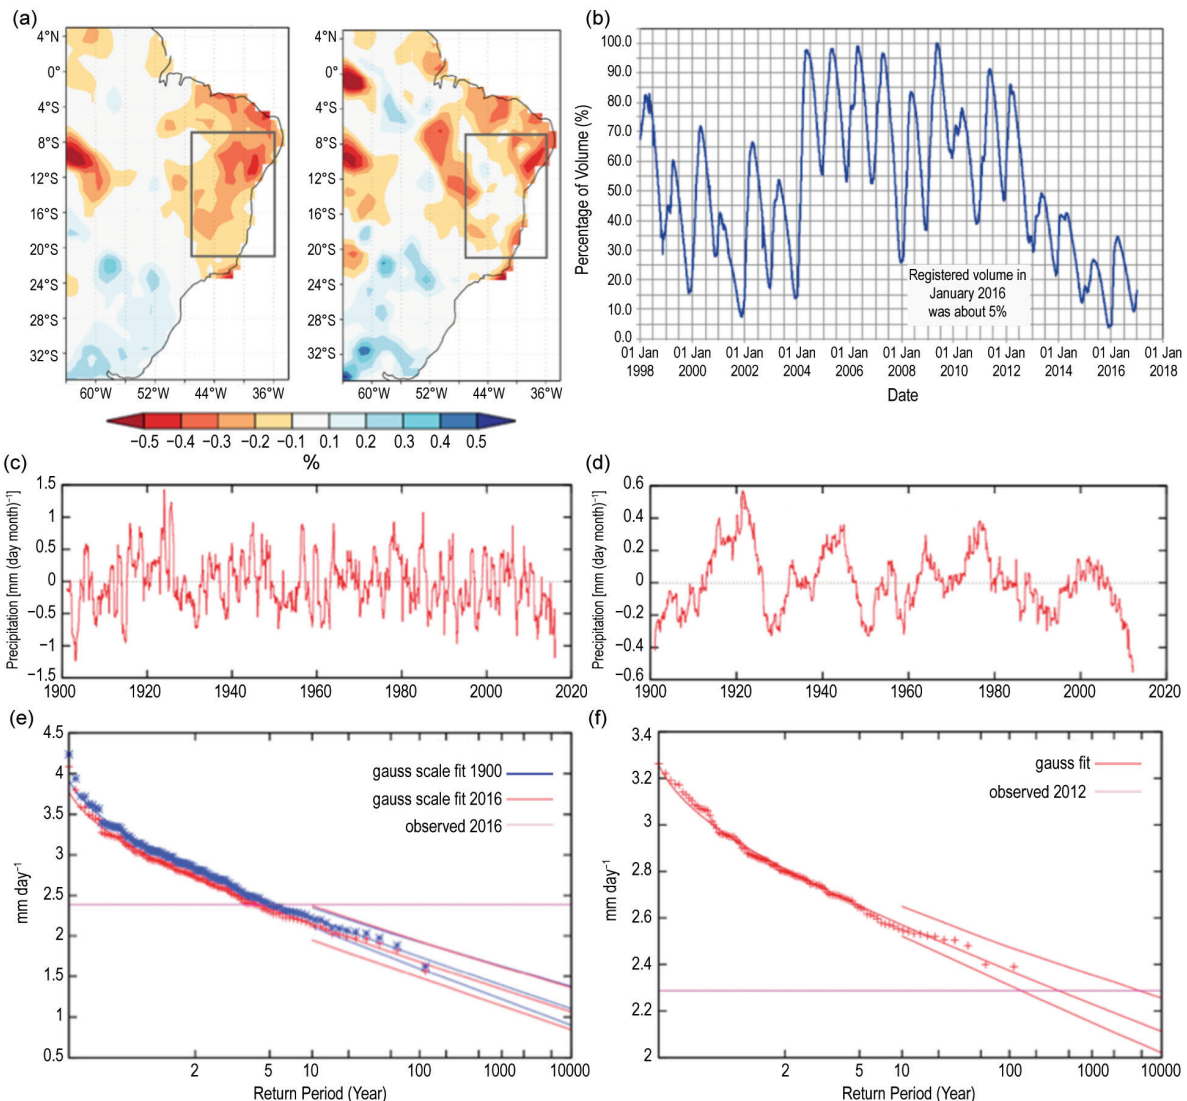 (a)
4°N
0°
4°S
8°S
12°S
16°S
20°S
24°S
28°S
32°S
60°W 52°W 44°W 36°W
4°N
0°
4°S
8°S
12°S
16°S
20°S
24°S
28°S
32°S
60°W 52°W 44°W 36°W
−0.5 −0.4 −0.3 −0.2 −0.1 0.1 0.2 0.3 0.4 0.5
%
(b)
Percentage of Volume (%)
100.0
90.0
80.0
70.0
60.0
50.0
40.0
30.0
20.0
10.0
0.0
Registered volume in
January 2016
was about 5%
01 Jan 01 Jan 01 Jan 01 Jan 01 Jan 01 Jan 01 Jan 01 Jan 01 Jan 01 Jan 01 Jan
1998 2000 2002 2004 2006 2008 2010 2012 2014 2016 2018
Date
(c)
Precipitation [mm (day month)⁻¹]
1.5
1
0.5
0
−0.5
−1
−1.5
1900 1920 1940 1960 1980 2000 2020
(d)
Precipitation [mm (day month)⁻¹]
0.6
0.4
0.2
0
−0.2
−0.4
−0.6
1900 1920 1940 1960 1980 2000 2020
(e)
mm day⁻¹
4.5
4
3.5
3
2.5
2
1.5
1
0.5
gauss scale fit 1900
gauss scale fit 2016
observed 2016
2 5 10 100 1000 10000
Return Period (Year)
(f)
mm day⁻¹
3.4
3.2
3
2.8
2.6
2.4
2.2
2
gauss fit
observed 2012
2 5 10 100 1000 10000
Return Period (Year)